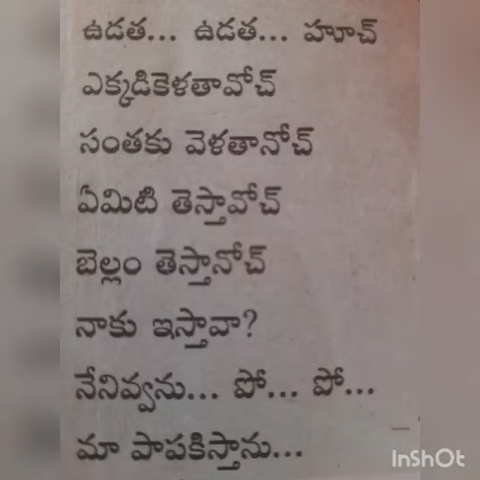 ఉడత... ఉడత... హూచ్
ఎక్కడికెళతావోచ్
సంతకు వెళతానోచ్
ఏమిటి తెస్తావోచ్
బెల్లం తెస్తానోచ్
నాకు ఇస్తావా?
నేనివ్వను... పో... పో...
మా పాపకిస్తాను...
InShOt